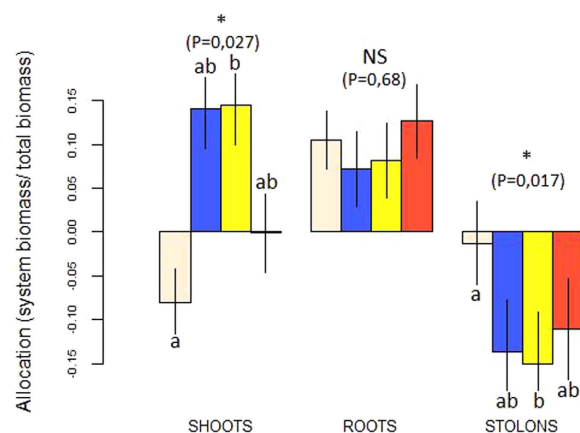 Allocation (system biomass/ total biomass)
0.15
0.10
0.05
0.00
-0.05
-0.10
-0.15
*
(P=0,027)
ab
b
a
ab
SHOOTS
NS
(P=0,68)
ROOTS
*
(P=0,017)
a
ab
b
ab
STOLONS